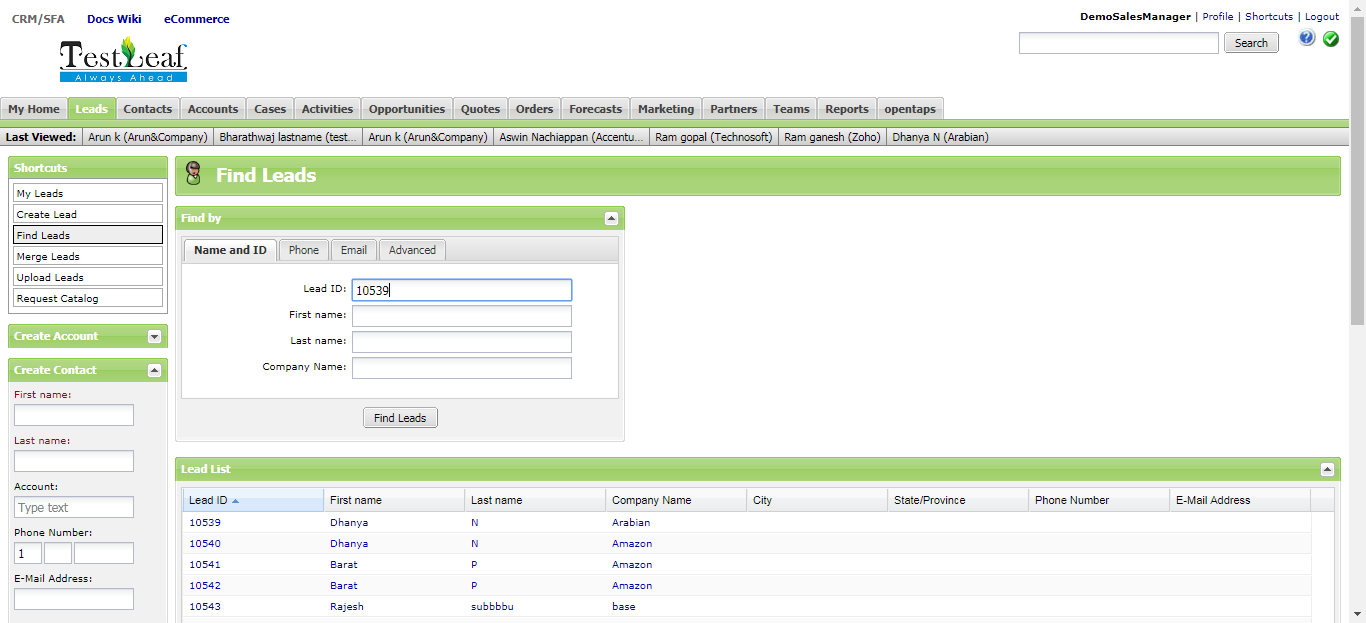 CRM/SFA Docs Wiki eCommerce
DemoSalesManager | Profile | Shortcuts | Logout
TestLeaf
Always Ahead
Search
?
My Home Leads Contacts Accounts Cases Activities Opportunities Quotes Orders Forecasts Marketing Partners Teams Reports opentaps
Last Viewed: Arun k (Arun&Company) Bharathwaj lastname (test... Arun k (Arun&Company) Aswin Nachiappan (Accentu... Ram gopal (Technosoft) Ram ganesh (Zoho) Dhanya N (Arabian)
Shortcuts
My Leads
Create Lead
Find Leads
Merge Leads
Upload Leads
Request Catalog
Create Account
Create Contact
First name:
Last name:
Account:
Type text
Phone Number:
1
E-Mail Address:
Find Leads
Find by
Name and ID Phone Email Advanced
Lead ID: 10539
First name:
Last name:
Company Name:
Find Leads
Lead List
Lead ID First name Last name Company Name City State/Province Phone Number E-Mail Address
10539 Dhanya N Arabian
10540 Dhanya N Amazon
10541 Barat P Amazon
10542 Barat P Amazon
10543 Rajesh subbbbu base